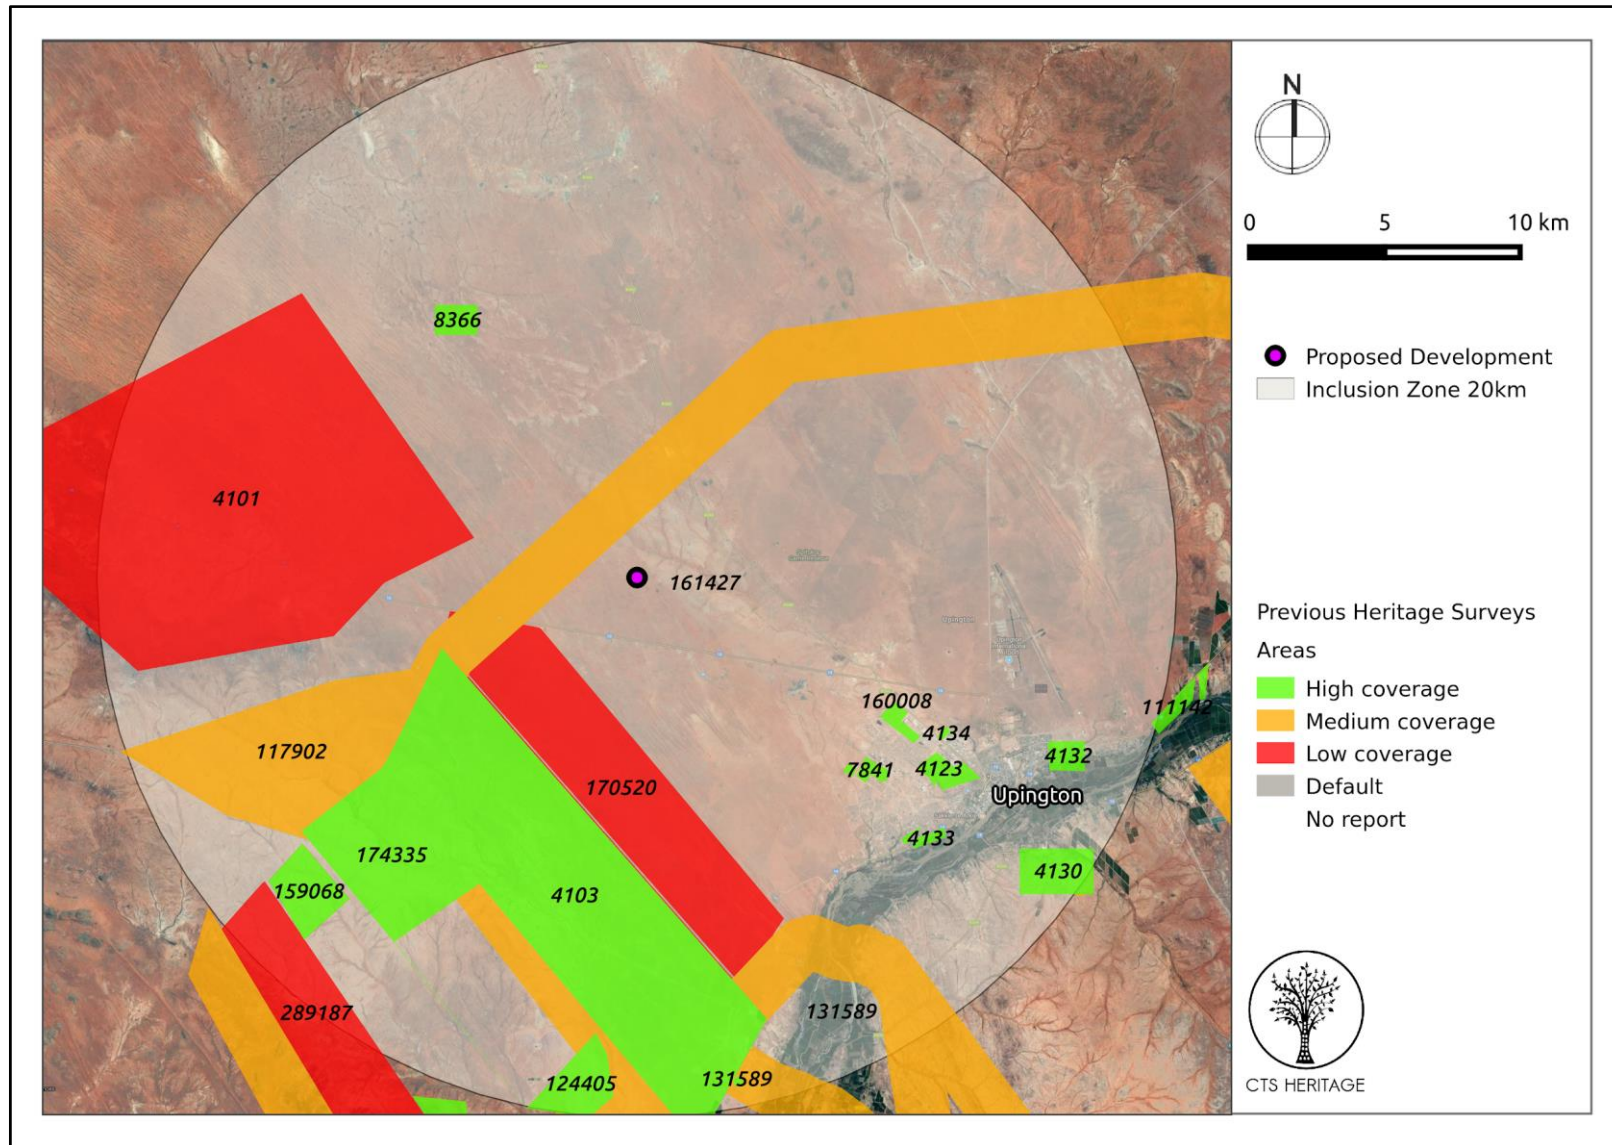 N
0 5 10 km
Proposed Development
Inclusion Zone 20km
Previous Heritage Surveys
Areas
High coverage
Medium coverage
Low coverage
Default
No report
CTS HERITAGE
8366
4101
161427
160008
111142
4134
117902
7841
4123
4132
170520
Upington
4133
174335
4130
159068
4103
289187
131589
124405
131589
Upington